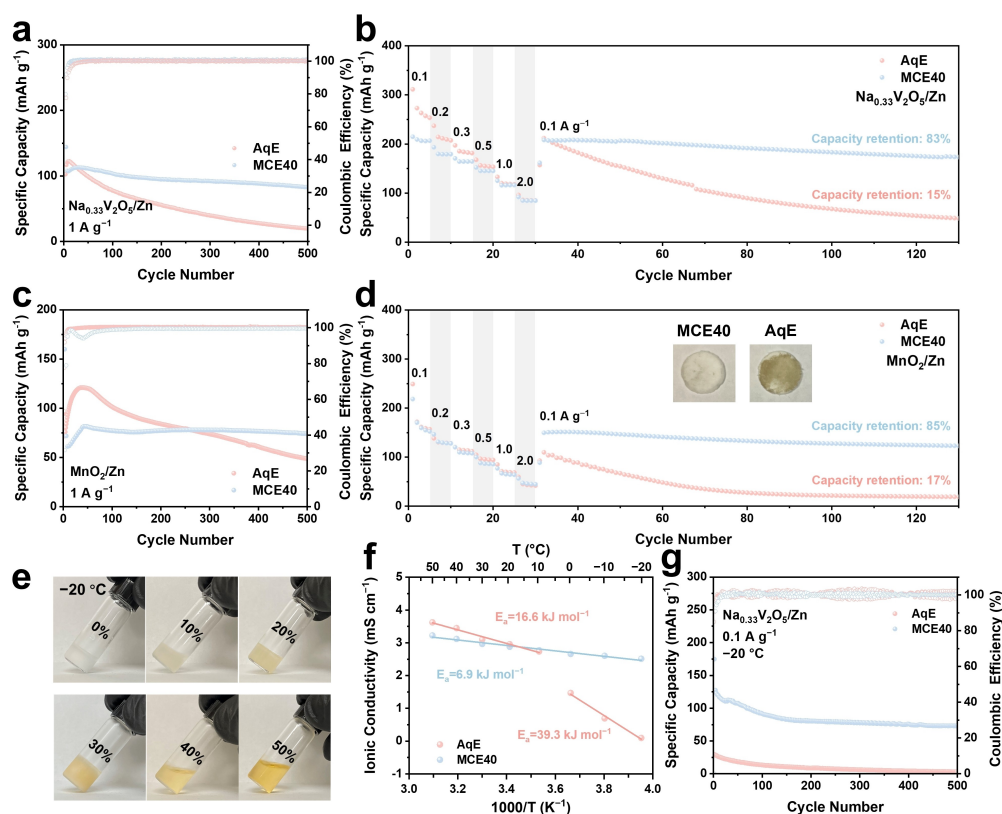 a
300
250
200
150
100
50
0
Specific Capacity (mAh g⁻¹)
100
80
60
40
20
0
Coulombic Efficiency (%)
AqE
MCE40
Na₀.₃₃V₂O₅/Zn
1 A g⁻¹
0 100 200 300 400 500
Cycle Number
b
400
300
200
100
0
Specific Capacity (mAh g⁻¹)
AqE
MCE40
Na₀.₃₃V₂O₅/Zn
0.1
0.2
0.3
0.5
1.0
2.0
0.1 A g⁻¹
Capacity retention: 83%
Capacity retention: 15%
0 20 40 60 80 100 120
Cycle Number
c
200
150
100
50
0
Specific Capacity (mAh g⁻¹)
100
80
60
40
20
0
Coulombic Efficiency (%)
MnO₂/Zn
1 A g⁻¹
AqE
MCE40
0 100 200 300 400 500
Cycle Number
d
400
300
200
100
0
Specific Capacity (mAh g⁻¹)
MCE40 AqE
AqE
MCE40
MnO₂/Zn
0.1
0.2
0.3
0.5
1.0
2.0
0.1 A g⁻¹
Capacity retention: 85%
Capacity retention: 17%
0 20 40 60 80 100 120
Cycle Number
e
−20 °C
0%
10%
20%
30%
40%
50%
f
T (°C)
50 40 30 20 10 0 −10 −20
5
4
3
2
1
0
−1
Ionic Conductivity (mS cm⁻¹)
Eₐ=16.6 kJ mol⁻¹
Eₐ=6.9 kJ mol⁻¹
Eₐ=39.3 kJ mol⁻¹
AqE
MCE40
3.0 3.2 3.4 3.6 3.8 4.0
1000/T (K⁻¹)
g
300
250
200
150
100
50
0
Specific Capacity (mAh g⁻¹)
100
80
60
40
20
0
Coulombic Efficiency (%)
Na₀.₃₃V₂O₅/Zn
0.1 A g⁻¹
−20 °C
AqE
MCE40
0 100 200 300 400 500
Cycle Number